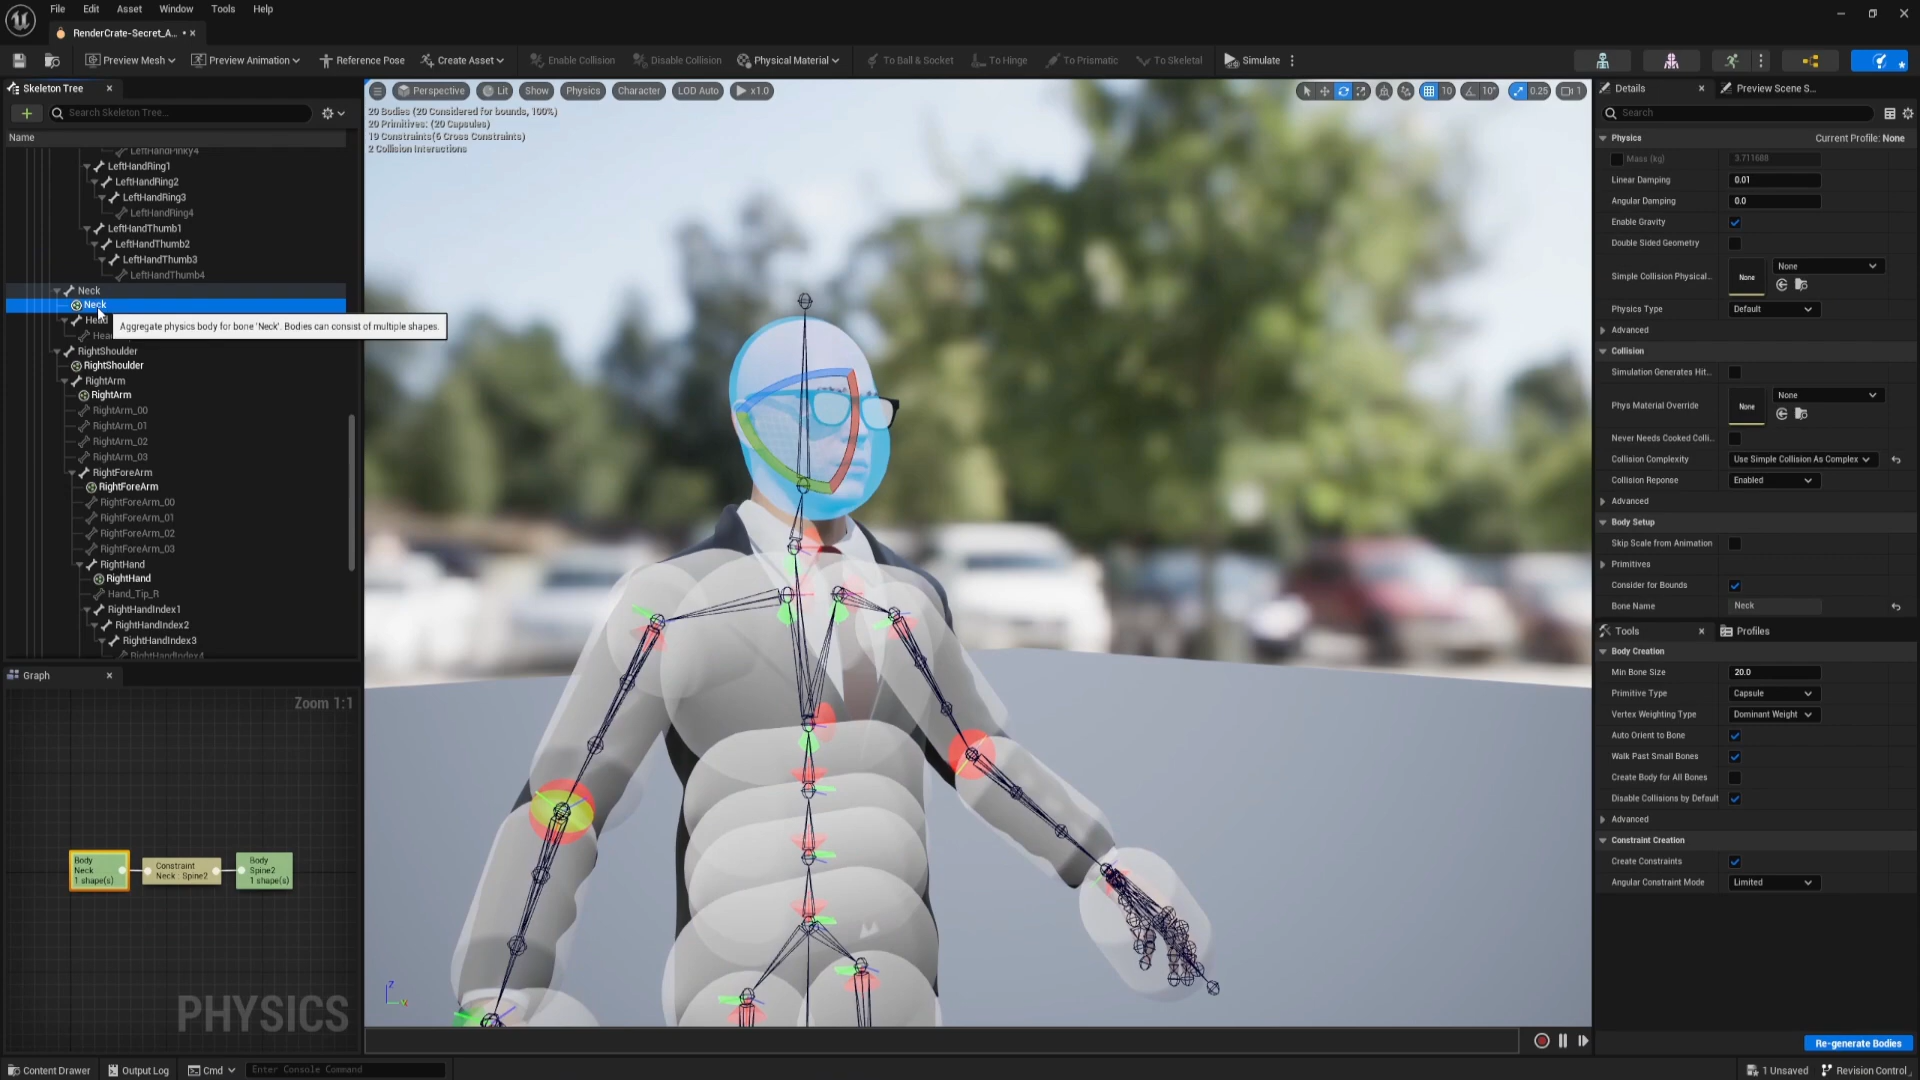 File Edit Asset Window Tools Help
RenderCrate-Secret_A...
Preview Mesh Preview Animation Reference Pose Create Asset Enable Collision Disable Collision Physical Material To Ball & Socket To Hinge To Prismatic To Skeletal Simulate
Skeleton Tree
Search Skeleton Tree...
Name
LeftHandPinky4
LeftHandRing1
LeftHandRing2
LeftHandRing3
LeftHandRing4
LeftHandThumb1
LeftHandThumb2
LeftHandThumb3
LeftHandThumb4
Neck
Neck
Head
Aggregate physics body for bone 'Neck'. Bodies can consist of multiple shapes.
RightShoulder
RightShoulder
RightArm
RightArm
RightArm_00
RightArm_01
RightArm_02
RightArm_03
RightForeArm
RightForeArm
RightForeArm_00
RightForeArm_01
RightForeArm_02
RightForeArm_03
RightHand
RightHand
Hand_Tip_R
RightHandIndex1
RightHandIndex2
RightHandIndex3
RightHandIndex4
Graph
Zoom 1:1
Body
Neck
1 shape(s)
Constraint
Neck : Spine2
Body
Spine2
1 shape(s)
PHYSICS
Perspective Lit Show Physics Character LOD Auto x1.0
10 10° 0.25 1
20 Bodies (20 Considered for bounds, 100%)
20 Primitives: (20 Capsules)
19 Constraints(6 Cross Constraints)
2 Collision Interactions
Z
Y
Details Preview Scene S...
Search
Physics Current Profile: None
Mass (kg) 3.711688
Linear Damping 0.01
Angular Damping 0.0
Enable Gravity
Double Sided Geometry
Simple Collision Physical... None None
Physics Type Default
Advanced
Collision
Simulation Generates Hit...
Phys Material Override None None
Never Needs Cooked Colli...
Collision Complexity Use Simple Collision As Complex
Collision Reponse Enabled
Advanced
Body Setup
Skip Scale from Animation
Primitives
Consider for Bounds
Bone Name Neck
Tools Profiles
Body Creation
Min Bone Size 20.0
Primitive Type Capsule
Vertex Weighting Type Dominant Weight
Auto Orient to Bone
Walk Past Small Bones
Create Body for All Bones
Disable Collisions by Default
Advanced
Constraint Creation
Create Constraints
Angular Constraint Mode Limited
Re-generate Bodies
Content Drawer Output Log Cmd Enter Console Command 1 Unsaved Revision Control